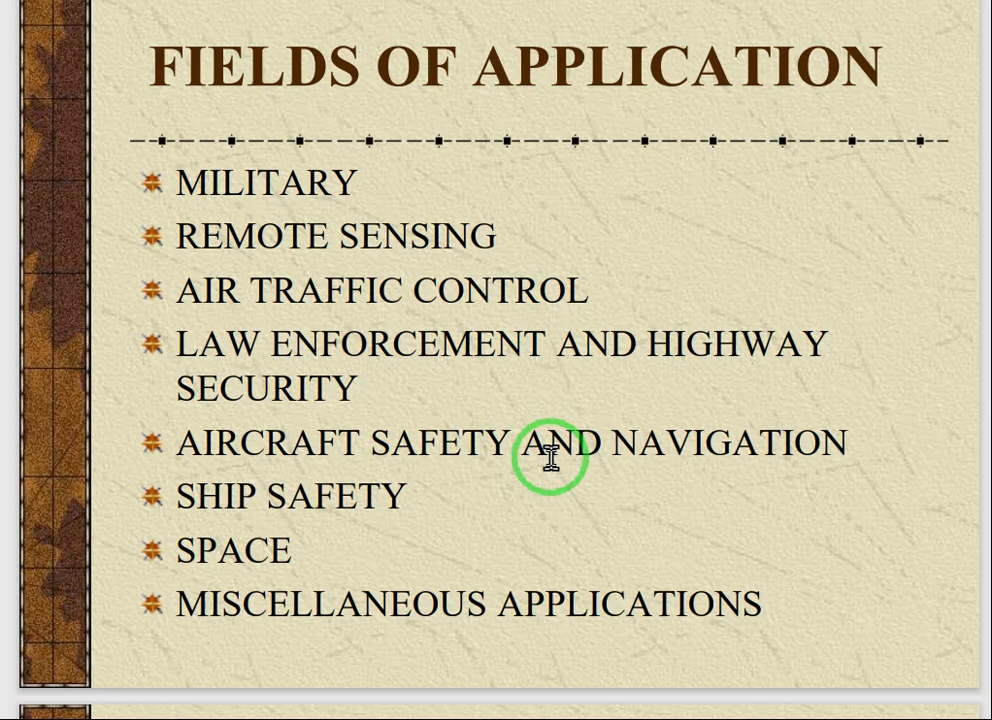 FIELDS OF APPLICATION
MILITARY
REMOTE SENSING
AIR TRAFFIC CONTROL
LAW ENFORCEMENT AND HIGHWAY
SECURITY
AIRCRAFT SAFETY AND NAVIGATION
SHIP SAFETY
SPACE
MISCELLANEOUS APPLICATIONS